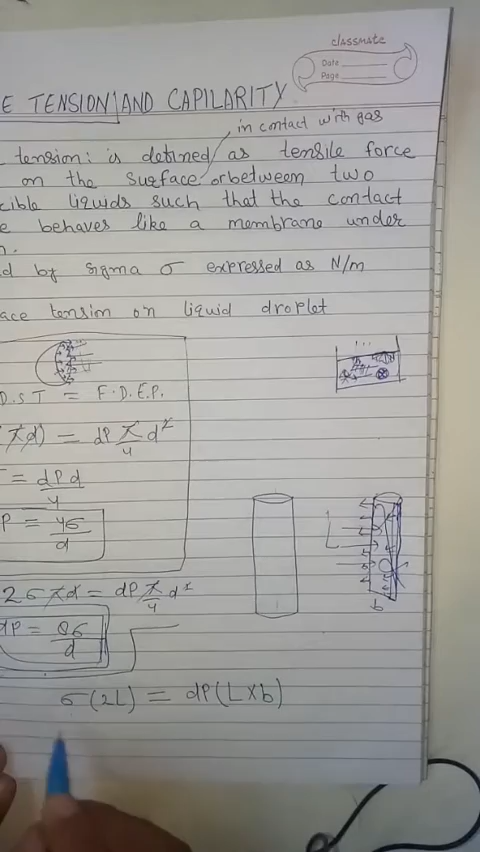 classmate
Date
Page
E TENSION AND CAPILARITY
in contact with gas
tension: is defined as tensile force
on the surface or between two
cible liquids such that the contact
e behaves like a membrane under
n.
d by sigma σ expressed as N/m
ace tension on liquid droplet
D.S T = F.D.E.P.
πd) = dP π/4 d²
= dPd/4
P = 4σ/d
2σπd = dP π/4 d²
dP = 8σ/d
b
σ(2L) = dP(L×b)